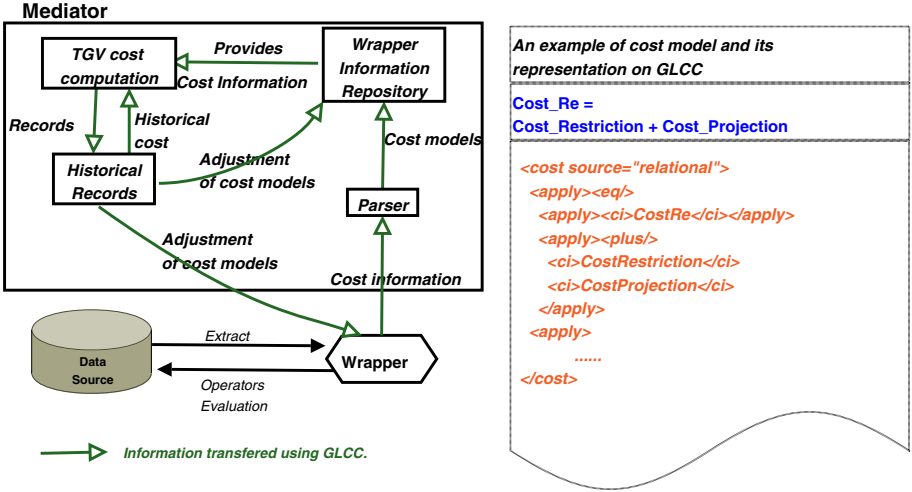 Mediator
TGV cost
computation
Provides
Cost Information
Wrapper
Information
Repository
Records
Historical
cost
Adjustment
of cost models
Cost models
Historical
Records
Parser
Adjustment
of cost models
Cost information
Data
Source
Extract
Operators
Evaluation
Wrapper
Information transfered using GLCC.
An example of cost model and its
representation on GLCC
Cost_Re =
Cost_Restriction + Cost_Projection
<cost source="relational">
<apply><eq/>
<apply><ci>CostRe</ci></apply>
<apply><plus/>
<ci>CostRestriction</ci>
<ci>CostProjection</ci>
</apply>
<apply>
......
</cost>